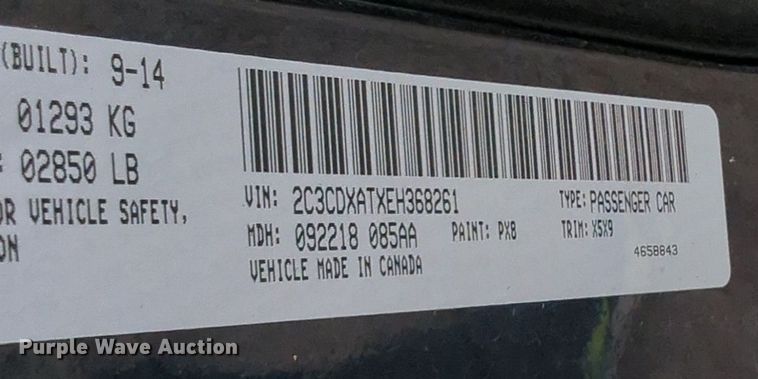 (BUILT): 9-14
01293 KG
02850 LB
OR VEHICLE SAFETY,
ON
VIN: 2C3CDXATXEH368261
TYPE: PASSENGER CAR
MDH: 092218 085AA
PAINT: PX8
TRIM: X5X9
VEHICLE MADE IN CANADA
4658843
Purple Wave Auction